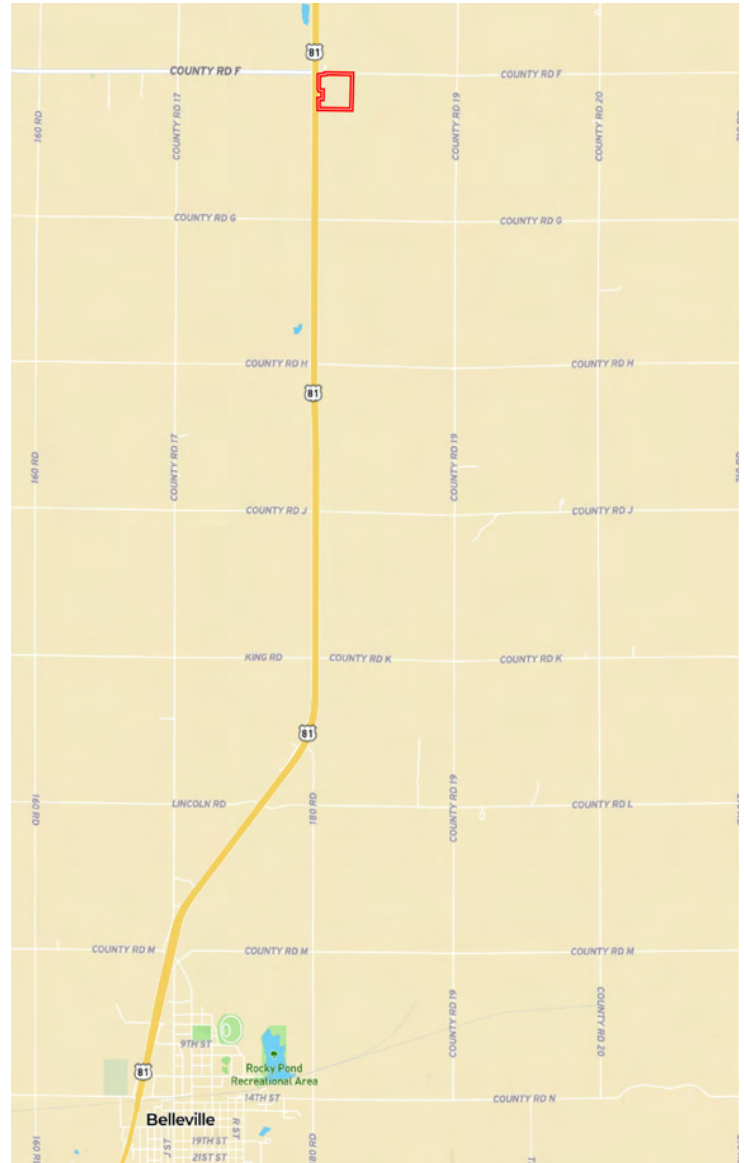 81
COUNTY RD F
COUNTY RD F
160 RD
COUNTY RD 17
COUNTY RD 19
COUNTY RD 20
COUNTY RD G
COUNTY RD G
COUNTY RD H
COUNTY RD H
81
160 RD
COUNTY RD 17
COUNTY RD 19
COUNTY RD J
COUNTY RD J
KING RD
COUNTY RD K
COUNTY RD K
81
LINCOLN RD
160 RD
180 RD
COUNTY RD 19
COUNTY RD L
COUNTY RD M
COUNTY RD M
COUNTY RD M
COUNTY RD 19
COUNTY RD 20
9TH ST
81
Rocky Pond
Recreational Area
14TH ST
COUNTY RD N
Belleville
R ST
J ST
19TH ST
21ST ST